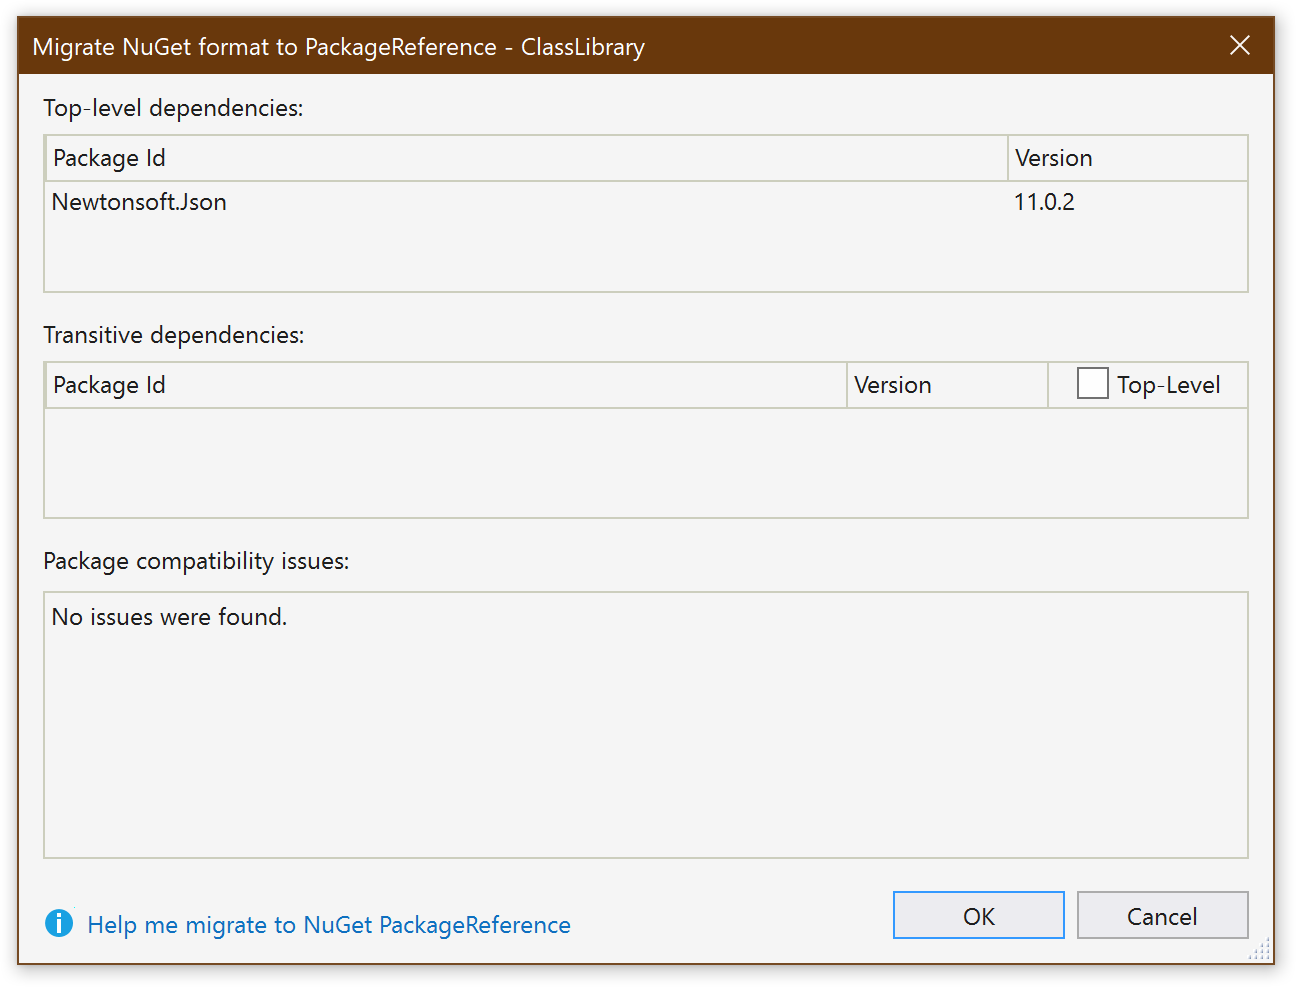 Migrate NuGet format to PackageReference - ClassLibrary
Top-level dependencies:
Package Id Version
Newtonsoft.Json 11.0.2
Transitive dependencies:
Package Id Version Top-Level
Package compatibility issues:
No issues were found.
Help me migrate to NuGet PackageReference
OK Cancel